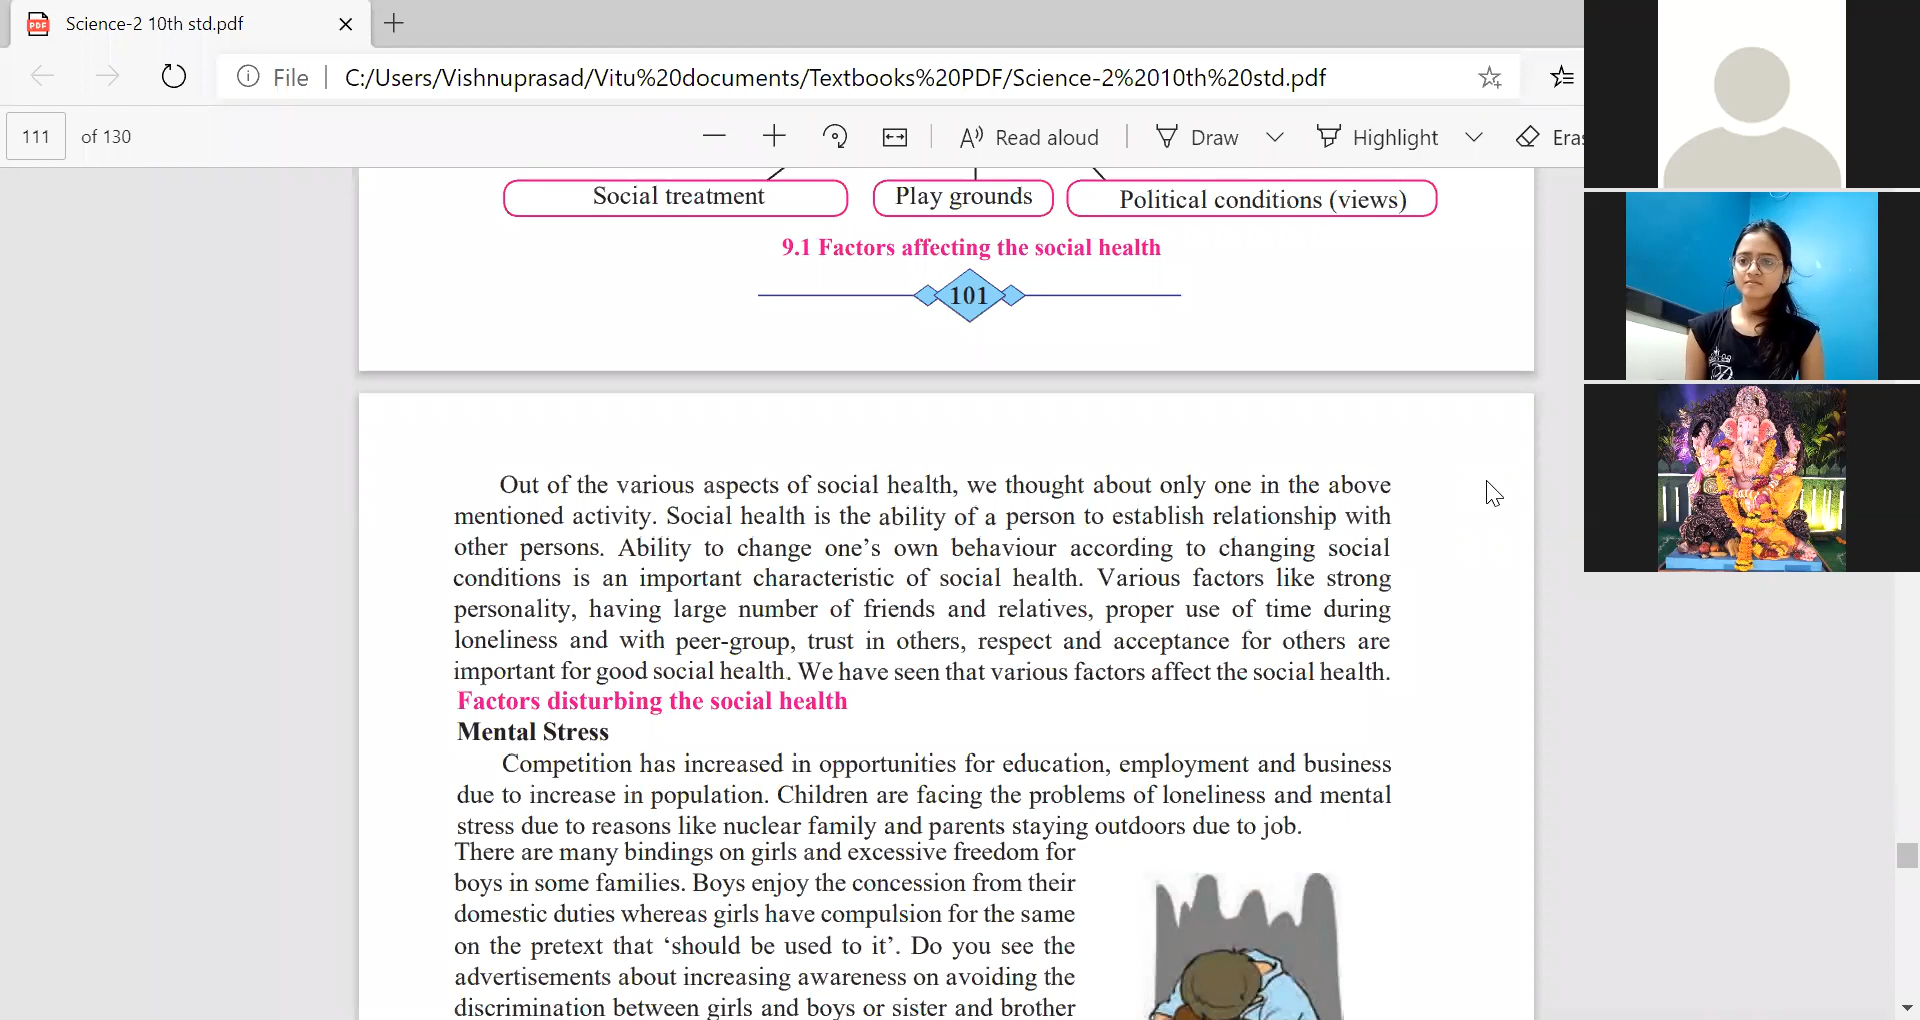 Science-2 10th std.pdf
File
C:/Users/Vishnuprasad/Vitu%20documents/Textbooks%20PDF/Science-2%2010th%20std.pdf
111 of 130
Read aloud
Draw
Highlight
Eras
Social treatment
Play grounds
Political conditions (views)
9.1 Factors affecting the social health
101
Out of the various aspects of social health, we thought about only one in the above
mentioned activity. Social health is the ability of a person to establish relationship with
other persons. Ability to change one's own behaviour according to changing social
conditions is an important characteristic of social health. Various factors like strong
personality, having large number of friends and relatives, proper use of time during
loneliness and with peer-group, trust in others, respect and acceptance for others are
important for good social health. We have seen that various factors affect the social health.
Factors disturbing the social health
Mental Stress
Competition has increased in opportunities for education, employment and business
due to increase in population. Children are facing the problems of loneliness and mental
stress due to reasons like nuclear family and parents staying outdoors due to job.
There are many bindings on girls and excessive freedom for
boys in some families. Boys enjoy the concession from their
domestic duties whereas girls have compulsion for the same
on the pretext that ‘should be used to it’. Do you see the
advertisements about increasing awareness on avoiding the
discrimination between girls and boys or sister and brother